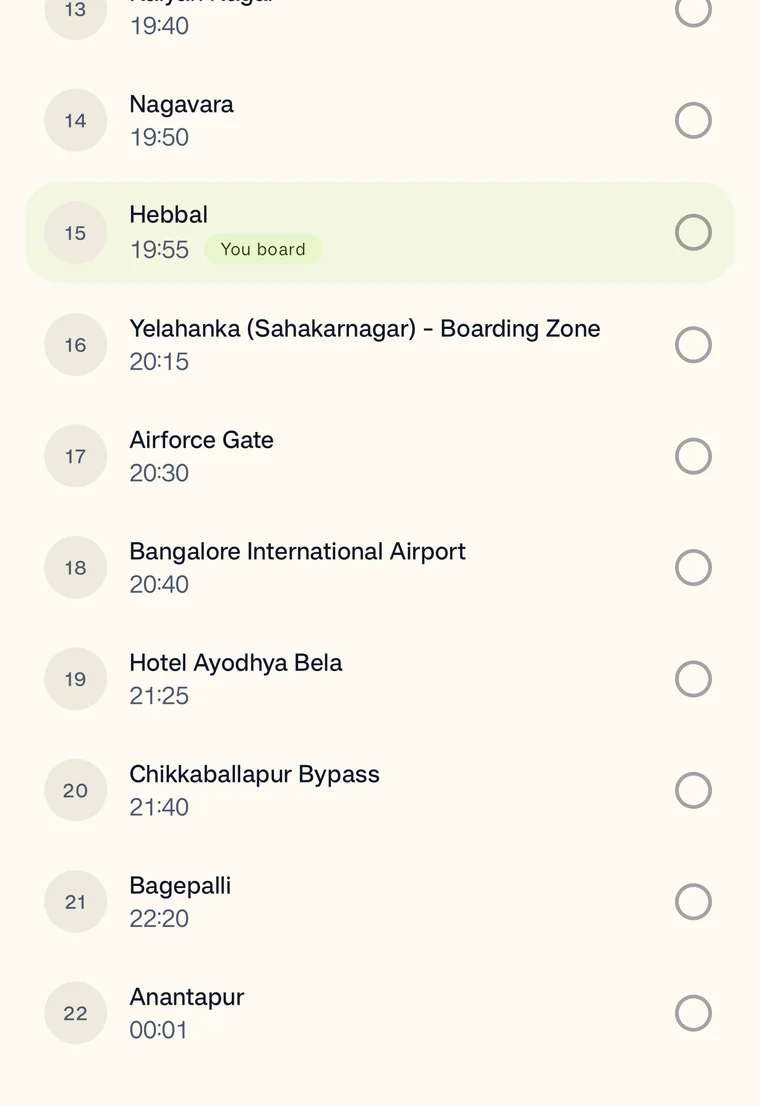 13
Kalyan Nagar
19:40
14
Nagavara
19:50
15
Hebbal
19:55 You board
16
Yelahanka (Sahakarnagar) - Boarding Zone
20:15
17
Airforce Gate
20:30
18
Bangalore International Airport
20:40
19
Hotel Ayodhya Bela
21:25
20
Chikkaballapur Bypass
21:40
21
Bagepalli
22:20
22
Anantapur
00:01